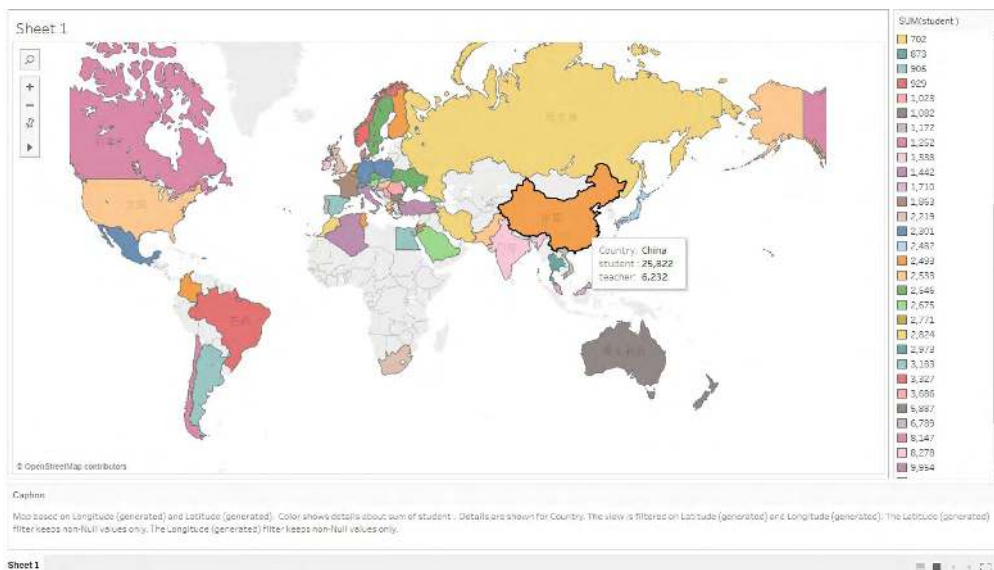 Sheet 1
SUM(student )
702
873
906
929
1,023
1,082
1,172
1,252
1,442
1,710
1,853
2,219
2,301
2,487
2,493
2,533
2,546
2,675
2,771
2,824
2,973
3,183
3,327
3,686
5,887
6,789
8,147
8,278
9,954
Country: China
student : 25,822
teacher: 6,232
© OpenStreetMap contributors
Caption
Map based on Longitude (generated) and Latitude (generated). Color shows details about sum of student . Details are shown for Country. The view is filtered on Latitude (generated) and Longitude (generated). The Latitude (generated)
filter keeps non-Null values only. The Longitude (generated) filter keeps non-Null values only.
Sheet 1